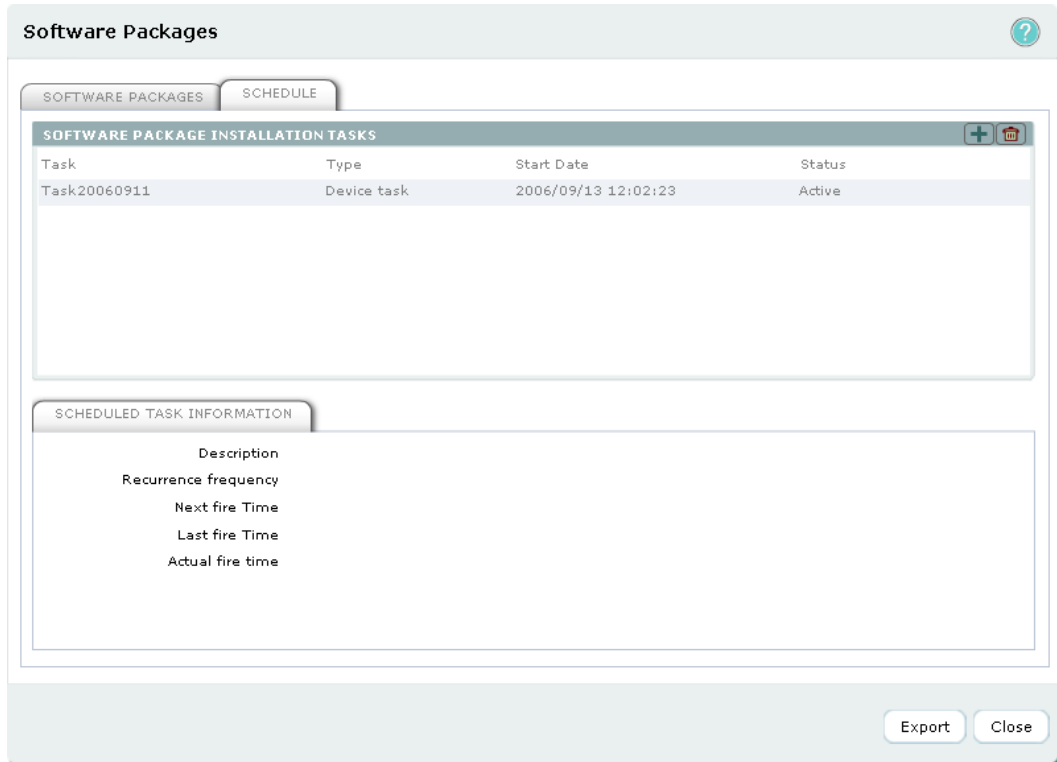 Software Packages
?
SOFTWARE PACKAGES SCHEDULE
SOFTWARE PACKAGE INSTALLATION TASKS
Task Type Start Date Status
Task20060911 Device task 2006/09/13 12:02:23 Active
SCHEDULED TASK INFORMATION
Description
Recurrence frequency
Next fire Time
Last fire Time
Actual fire time
Export Close